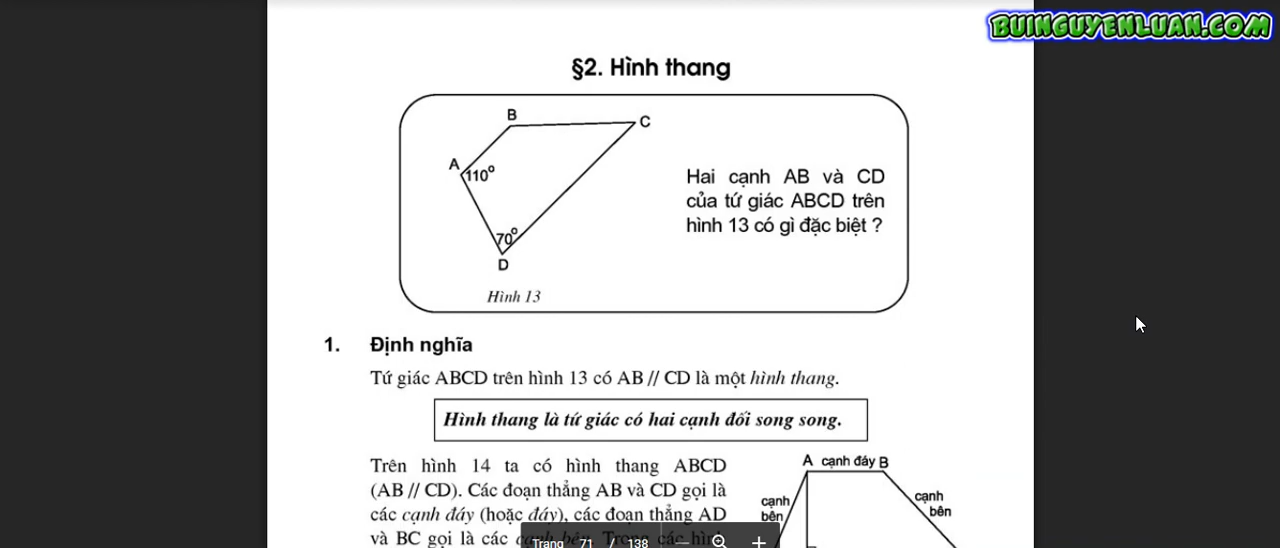 BUINGUYENLUAN.COM
§2. Hình thang
B
C
A
110°
Hai cạnh AB và CD
của tứ giác ABCD trên
hình 13 có gì đặc biệt ?
70°
D
Hình 13
1. Định nghĩa
Tứ giác ABCD trên hình 13 có AB // CD là một hình thang.
Hình thang là tứ giác có hai cạnh đối song song.
Trên hình 14 ta có hình thang ABCD
(AB // CD). Các đoạn thẳng AB và CD gọi là
các cạnh đáy (hoặc đáy), các đoạn thẳng AD
và BC gọi là các
A cạnh đáy B
cạnh
bên
cạnh
bên
Trang 71 / 138